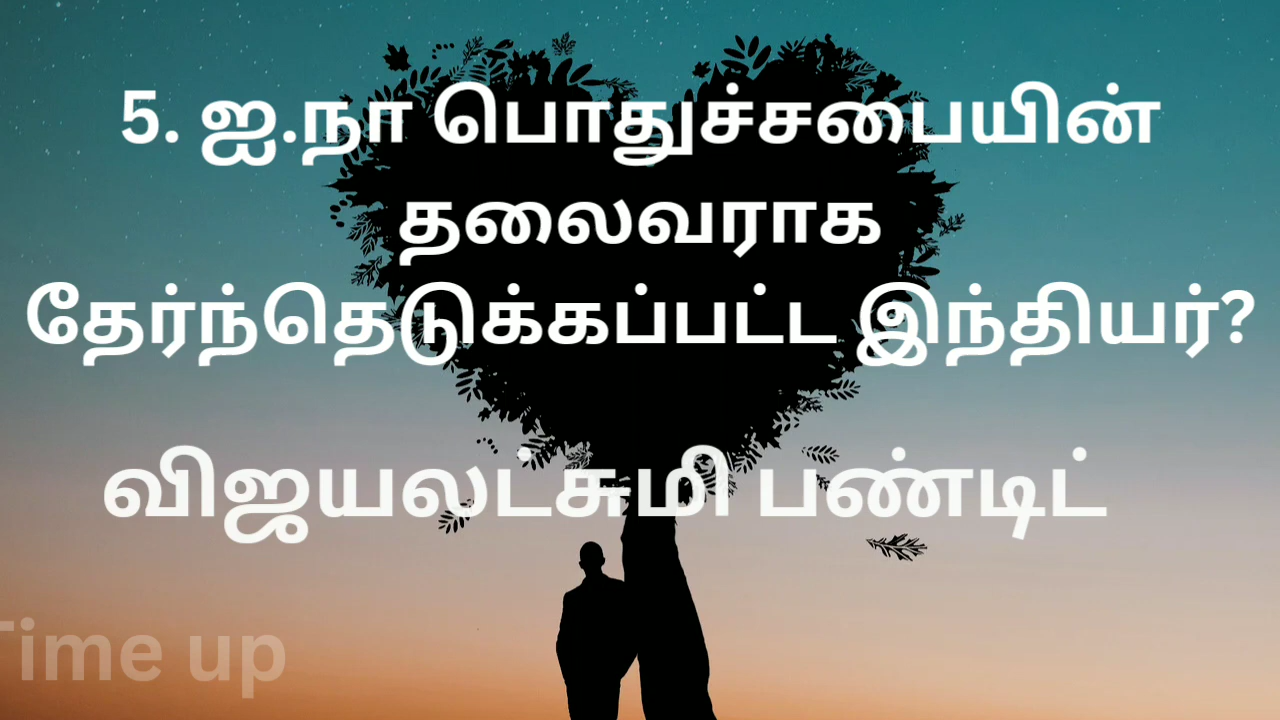 5. ஐ.நா பொதுச்சபையின்
தலைவராக
தேர்ந்தெடுக்கப்பட்ட இந்தியர்?
விஜயலட்சுமி பண்டிட்
Time up